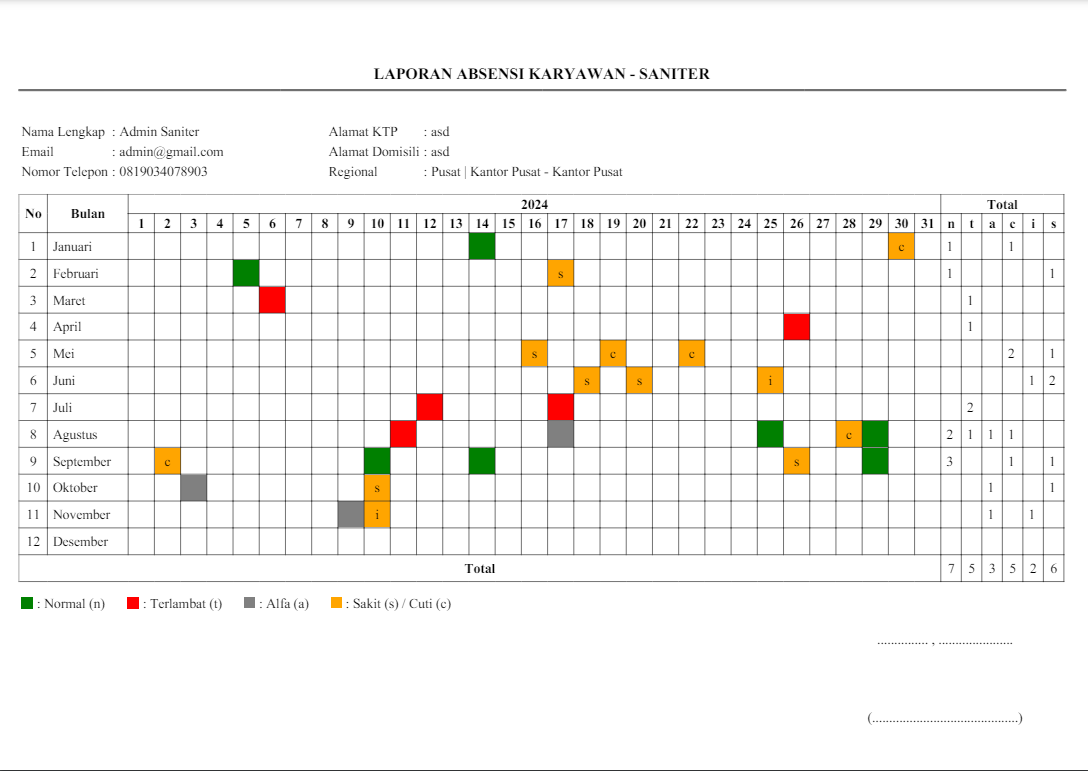 LAPORAN ABSENSI KARYAWAN - SANITER
Nama Lengkap : Admin Saniter Alamat KTP : asd
Email : admin@gmail.com Alamat Domisili : asd
Nomor Telepon : 0819034078903 Regional : Pusat | Kantor Pusat - Kantor Pusat
No Bulan 2024 Total
1 2 3 4 5 6 7 8 9 10 11 12 13 14 15 16 17 18 19 20 21 22 23 24 25 26 27 28 29 30 31 n t a c i s
1 Januari c 1 1
2 Februari s 1 1
3 Maret 1
4 April 1
5 Mei s c c 2 1
6 Juni s s i 1 2
7 Juli 2
8 Agustus c 2 1 1 1
9 September c s 3 1 1
10 Oktober s 1 1
11 November i 1 1
12 Desember
Total 7 5 3 5 2 6
: Normal (n) : Terlambat (t) : Alfa (a) : Sakit (s) / Cuti (c)
............... , ......................
(...........................................)